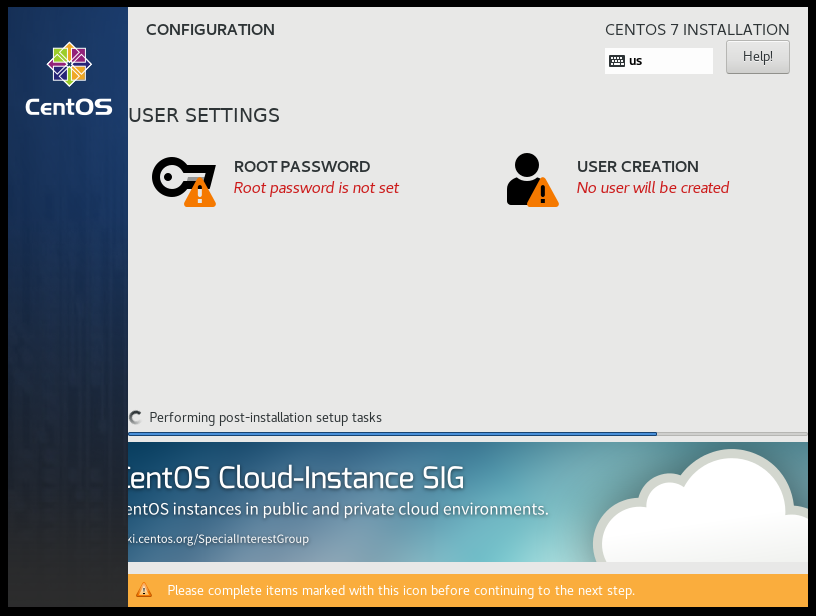 CentOS
CONFIGURATION
CENTOS 7 INSTALLATION
us
Help!
USER SETTINGS
ROOT PASSWORD
Root password is not set
USER CREATION
No user will be created
Performing post-installation setup tasks
CentOS Cloud-Instance SIG
entOS instances in public and private cloud environments.
ki.centos.org/SpecialInterestGroup
Please complete items marked with this icon before continuing to the next step.